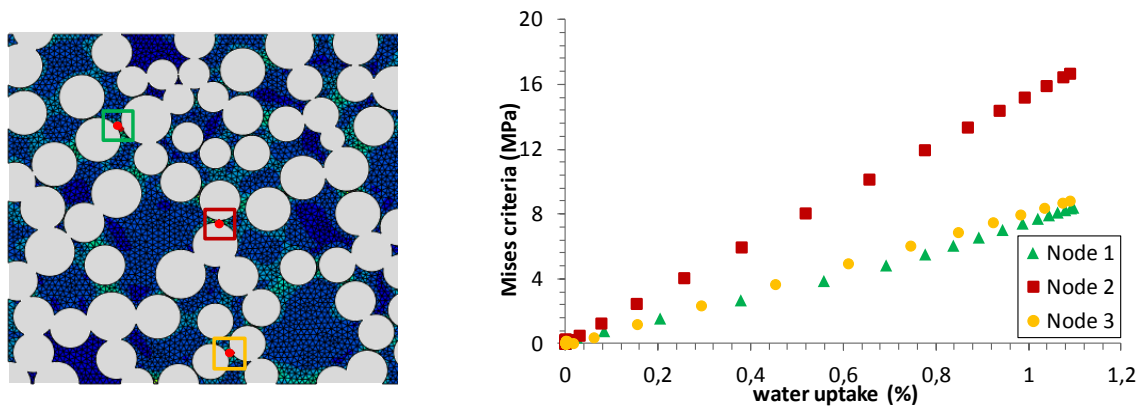 20
16
12
8
4
0
Mises criteria (MPa)
0 0,2 0,4 0,6 0,8 1 1,2
water uptake (%)
Node 1
Node 2
Node 3